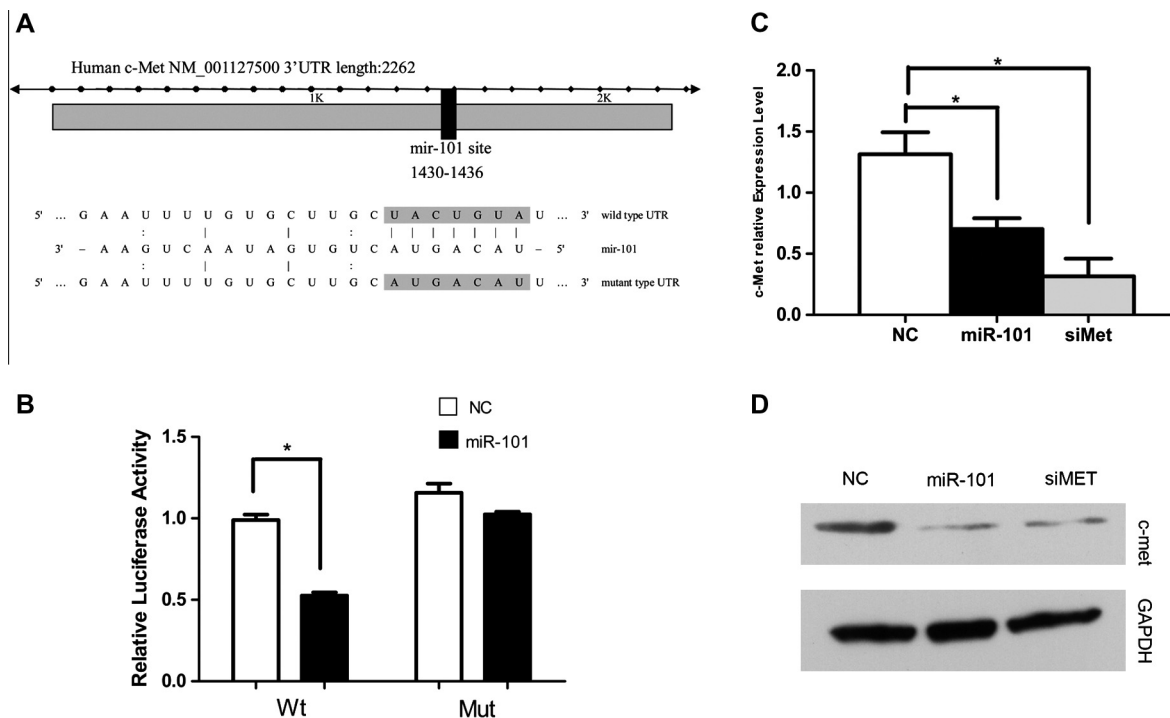 A
Human c-Met NM_001127500 3'UTR length:2262
1K
2K
mir-101 site
1430-1436
5' ... G A A U U U U G U G C U U G C U A C U G U A U ... 3' wild type UTR
: | | : | | | | | | |
3' – A A G U C A A U A G U G U C A U G A C A U – 5' mir-101
: | | :
5' ... G A A U U U U G U G C U U G C A U G A C A U U ... 3' mutant type UTR
B
NC
miR-101
Relative Luciferase Activity
1.5
1.0
0.5
0.0
*
Wt
Mut
C
c-Met relative Expression Level
2.0
1.5
1.0
0.5
0.0
*
*
NC miR-101 siMet
D
NC miR-101 siMET
c-met
GAPDH